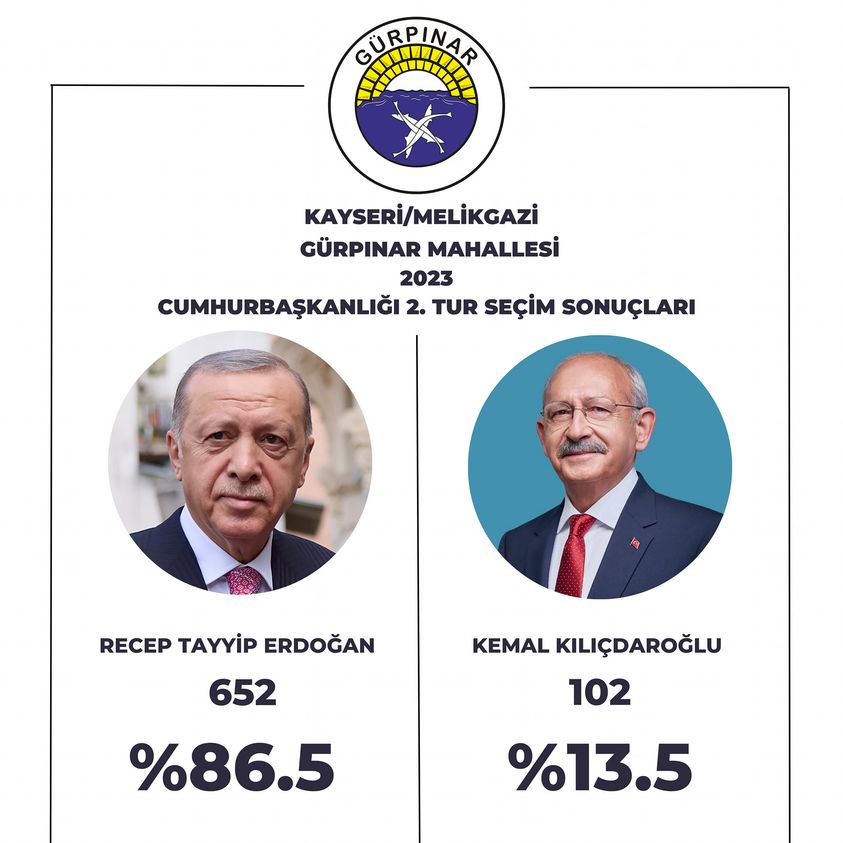 GÜRPINAR
KAYSERİ/MELİKGAZİ
GÜRPINAR MAHALLESİ
2023
CUMHURBAŞKANLIĞI 2. TUR SEÇİM SONUÇLARI
RECEP TAYYİP ERDOĞAN
KEMAL KILIÇDAROĞLU
652
102
%86.5
%13.5